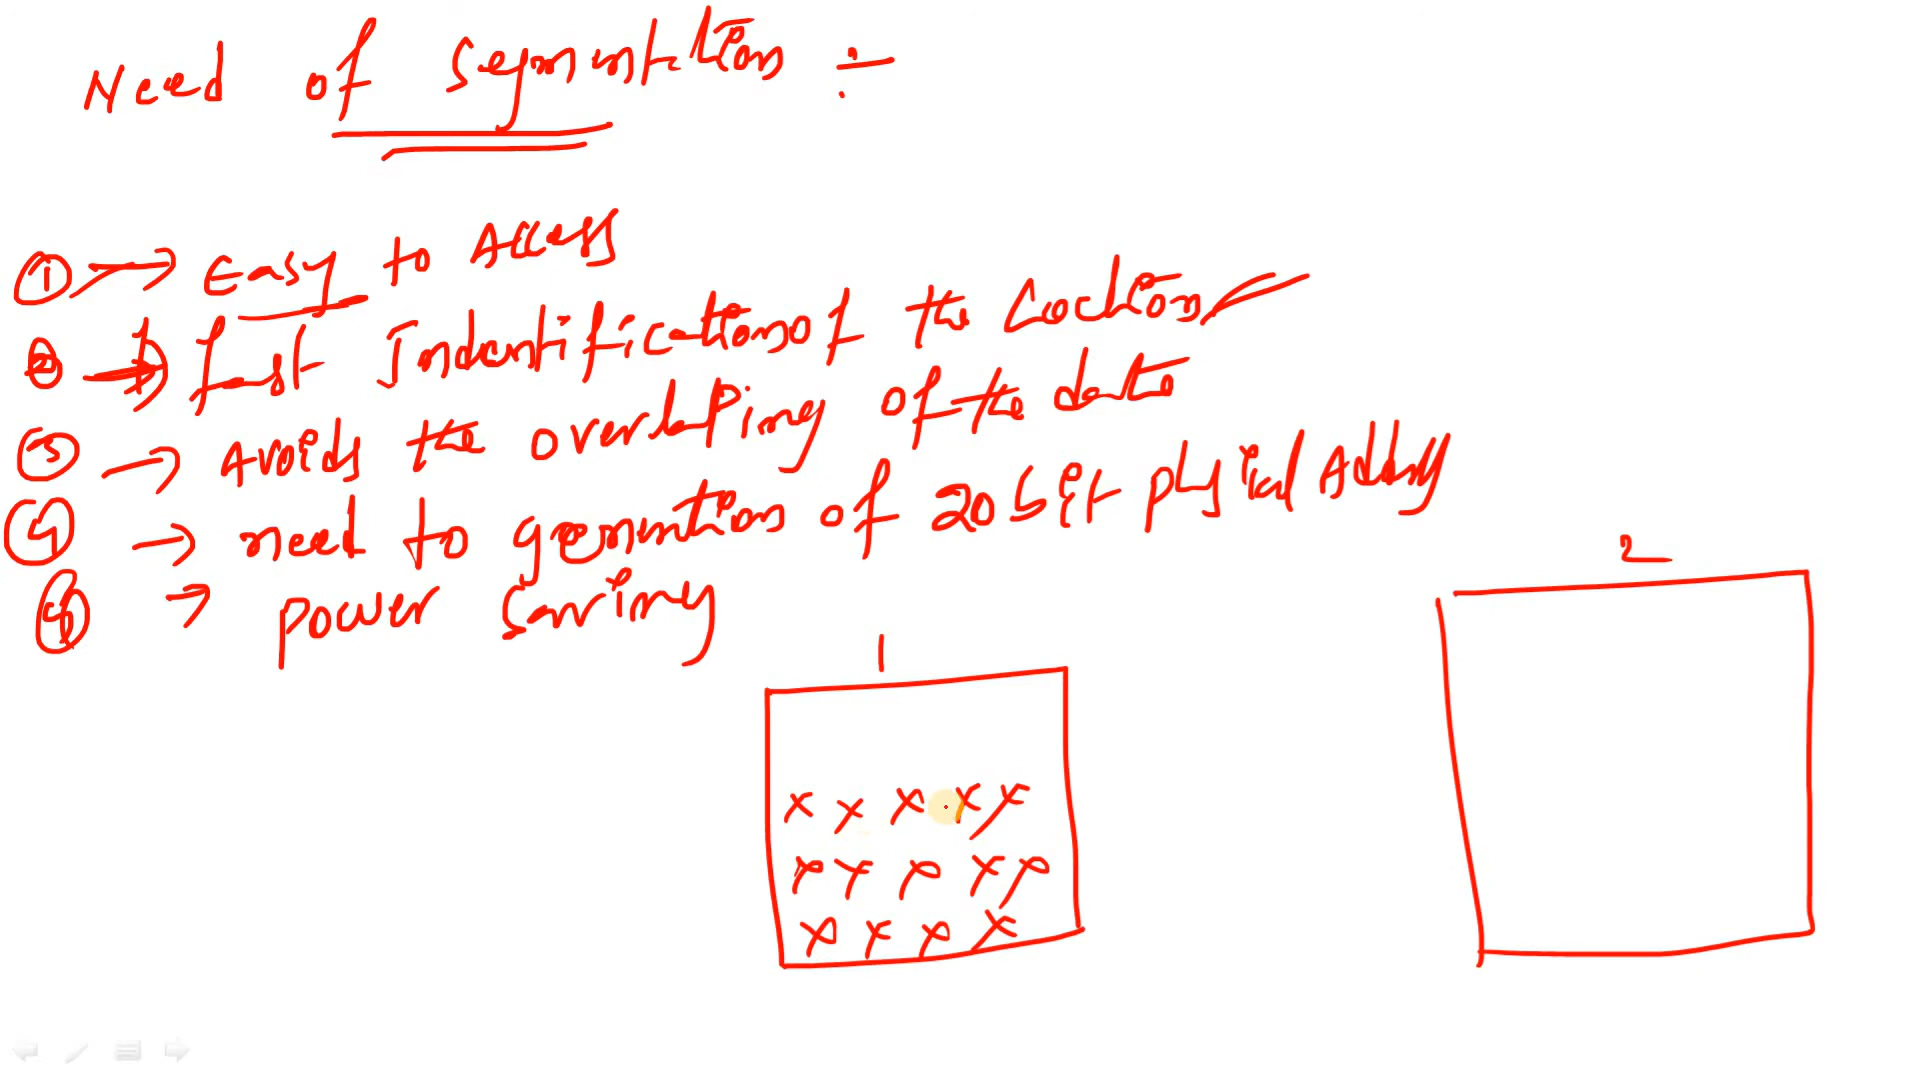 Need of Segmentation ÷
① → Easy to Access
② → fast Indentification of the Location
③ → Avoids the overlaping of the data
④ → need to genention of 20 bit physical Address
⑤ → power Saving
1
2
x x x x x
x x x x x
x x x x